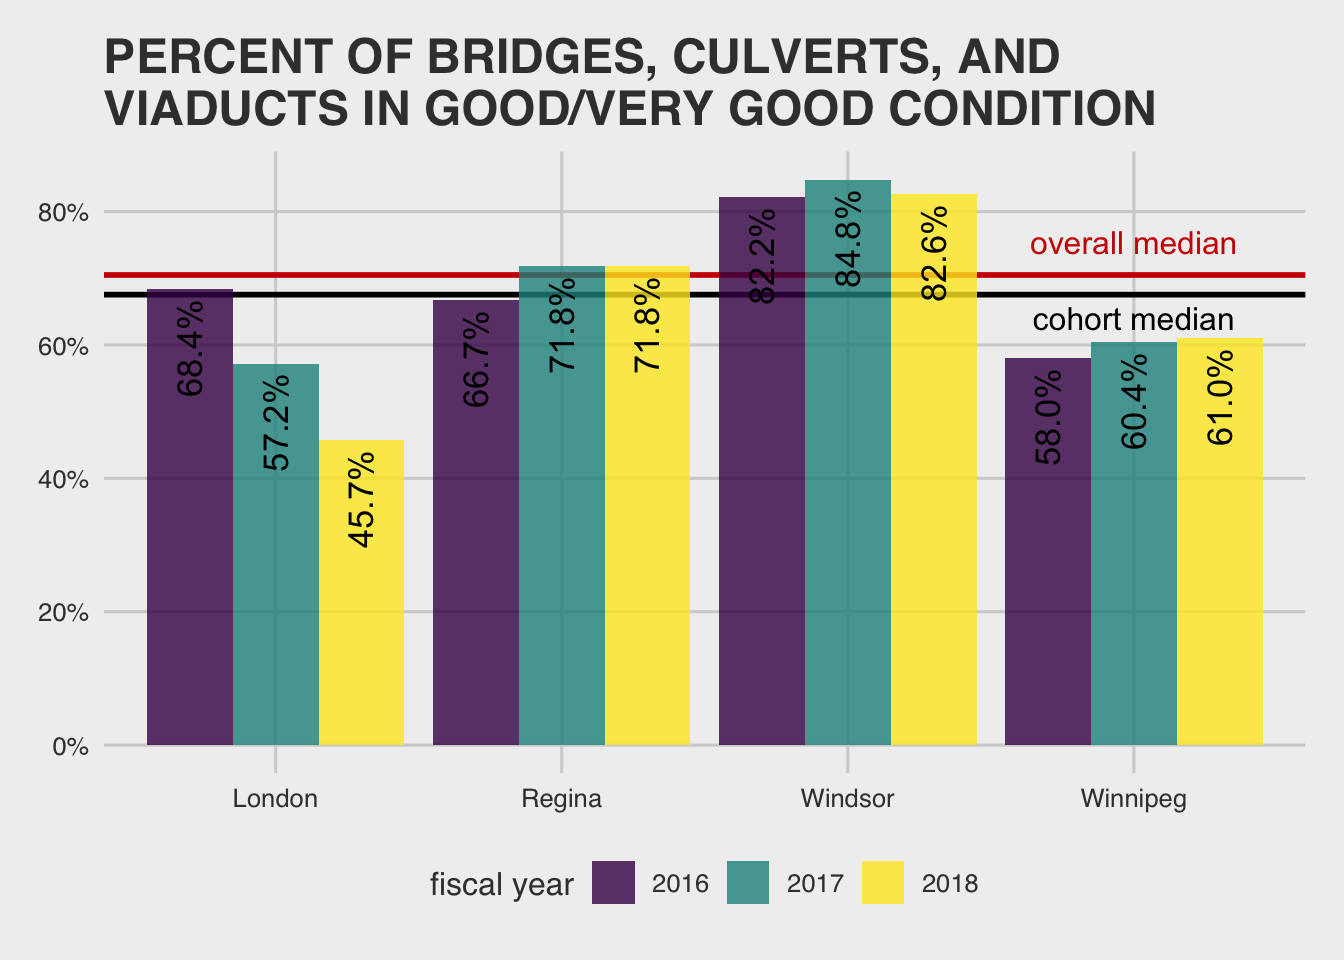 PERCENT OF BRIDGES, CULVERTS, AND
VIADUCTS IN GOOD/VERY GOOD CONDITION
80%
60%
40%
20%
0%
68.4%
57.2%
45.7%
66.7%
71.8%
71.8%
82.2%
84.8%
82.6%
58.0%
60.4%
61.0%
overall median
cohort median
London
Regina
Windsor
Winnipeg
fiscal year 2016 2017 2018